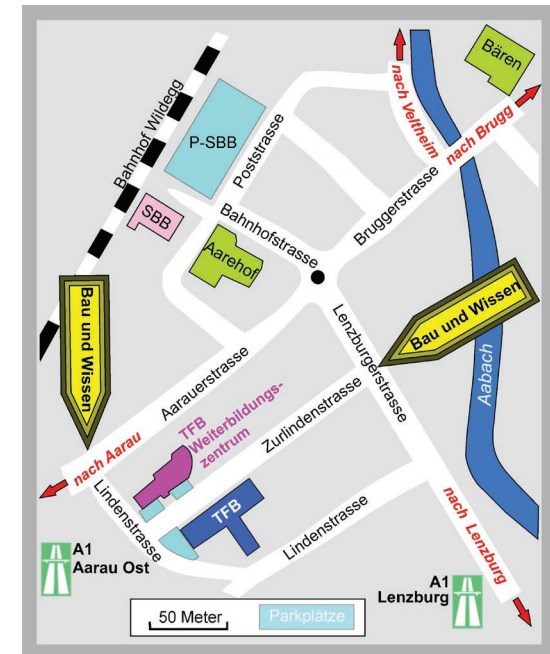 Bären
nach Veltheim
nach Brugg
Bahnhof Wildegg
P-SBB
Poststrasse
Bruggerstrasse
SBB
Bahnhofstrasse
Aarehof
Bau und Wissen
Bau und Wissen
Aabach
Lenzburgerstrasse
Aarauerstrasse
TFB
Weiterbildungs-
zentrum
Zurlindenstrasse
nach Aarau
Lindenstrasse
TFB
Lindenstrasse
nach Lenzburg
A1
Aarau Ost
A1
Lenzburg
50 Meter
Parkplätze